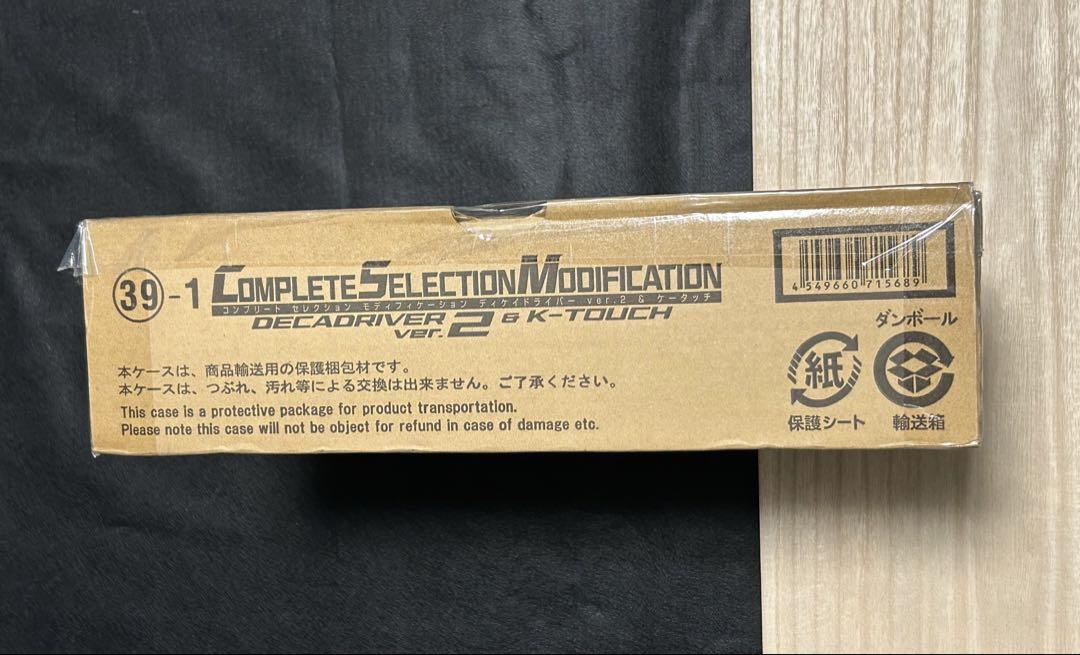 39-1 COMPLETE SELECTION MODIFICATION
コンプリート セレクション モディフィケーション ディケイドライバー ver.2 & ケータッチ
DECADRIVER ver.2 & K-TOUCH
本ケースは、商品輸送用の保護梱包材です。
本ケースは、つぶれ、汚れ等による交換は出来ません。ご了承ください。
This case is a protective package for product transportation.
Please note this case will not be object for refund in case of damage etc.
4 549660 715689
ダンボール
紙
保護シート 輸送箱